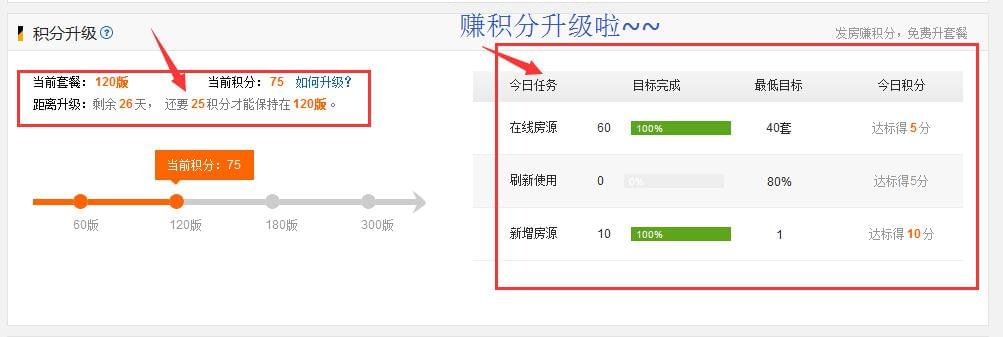 赚积分升级啦~~
积分升级 ?
发房赚积分，免费升套餐
当前套餐：120版 当前积分：75 如何升级?
距离升级：剩余26天， 还要25积分才能保持在120版。
当前积分：75
60版 120版 180版 300版
今日任务 目标完成 最低目标 今日积分
在线房源 60 100% 40套 达标得5分
刷新使用 0 0% 80% 达标得5分
新增房源 10 100% 1 达标得10分